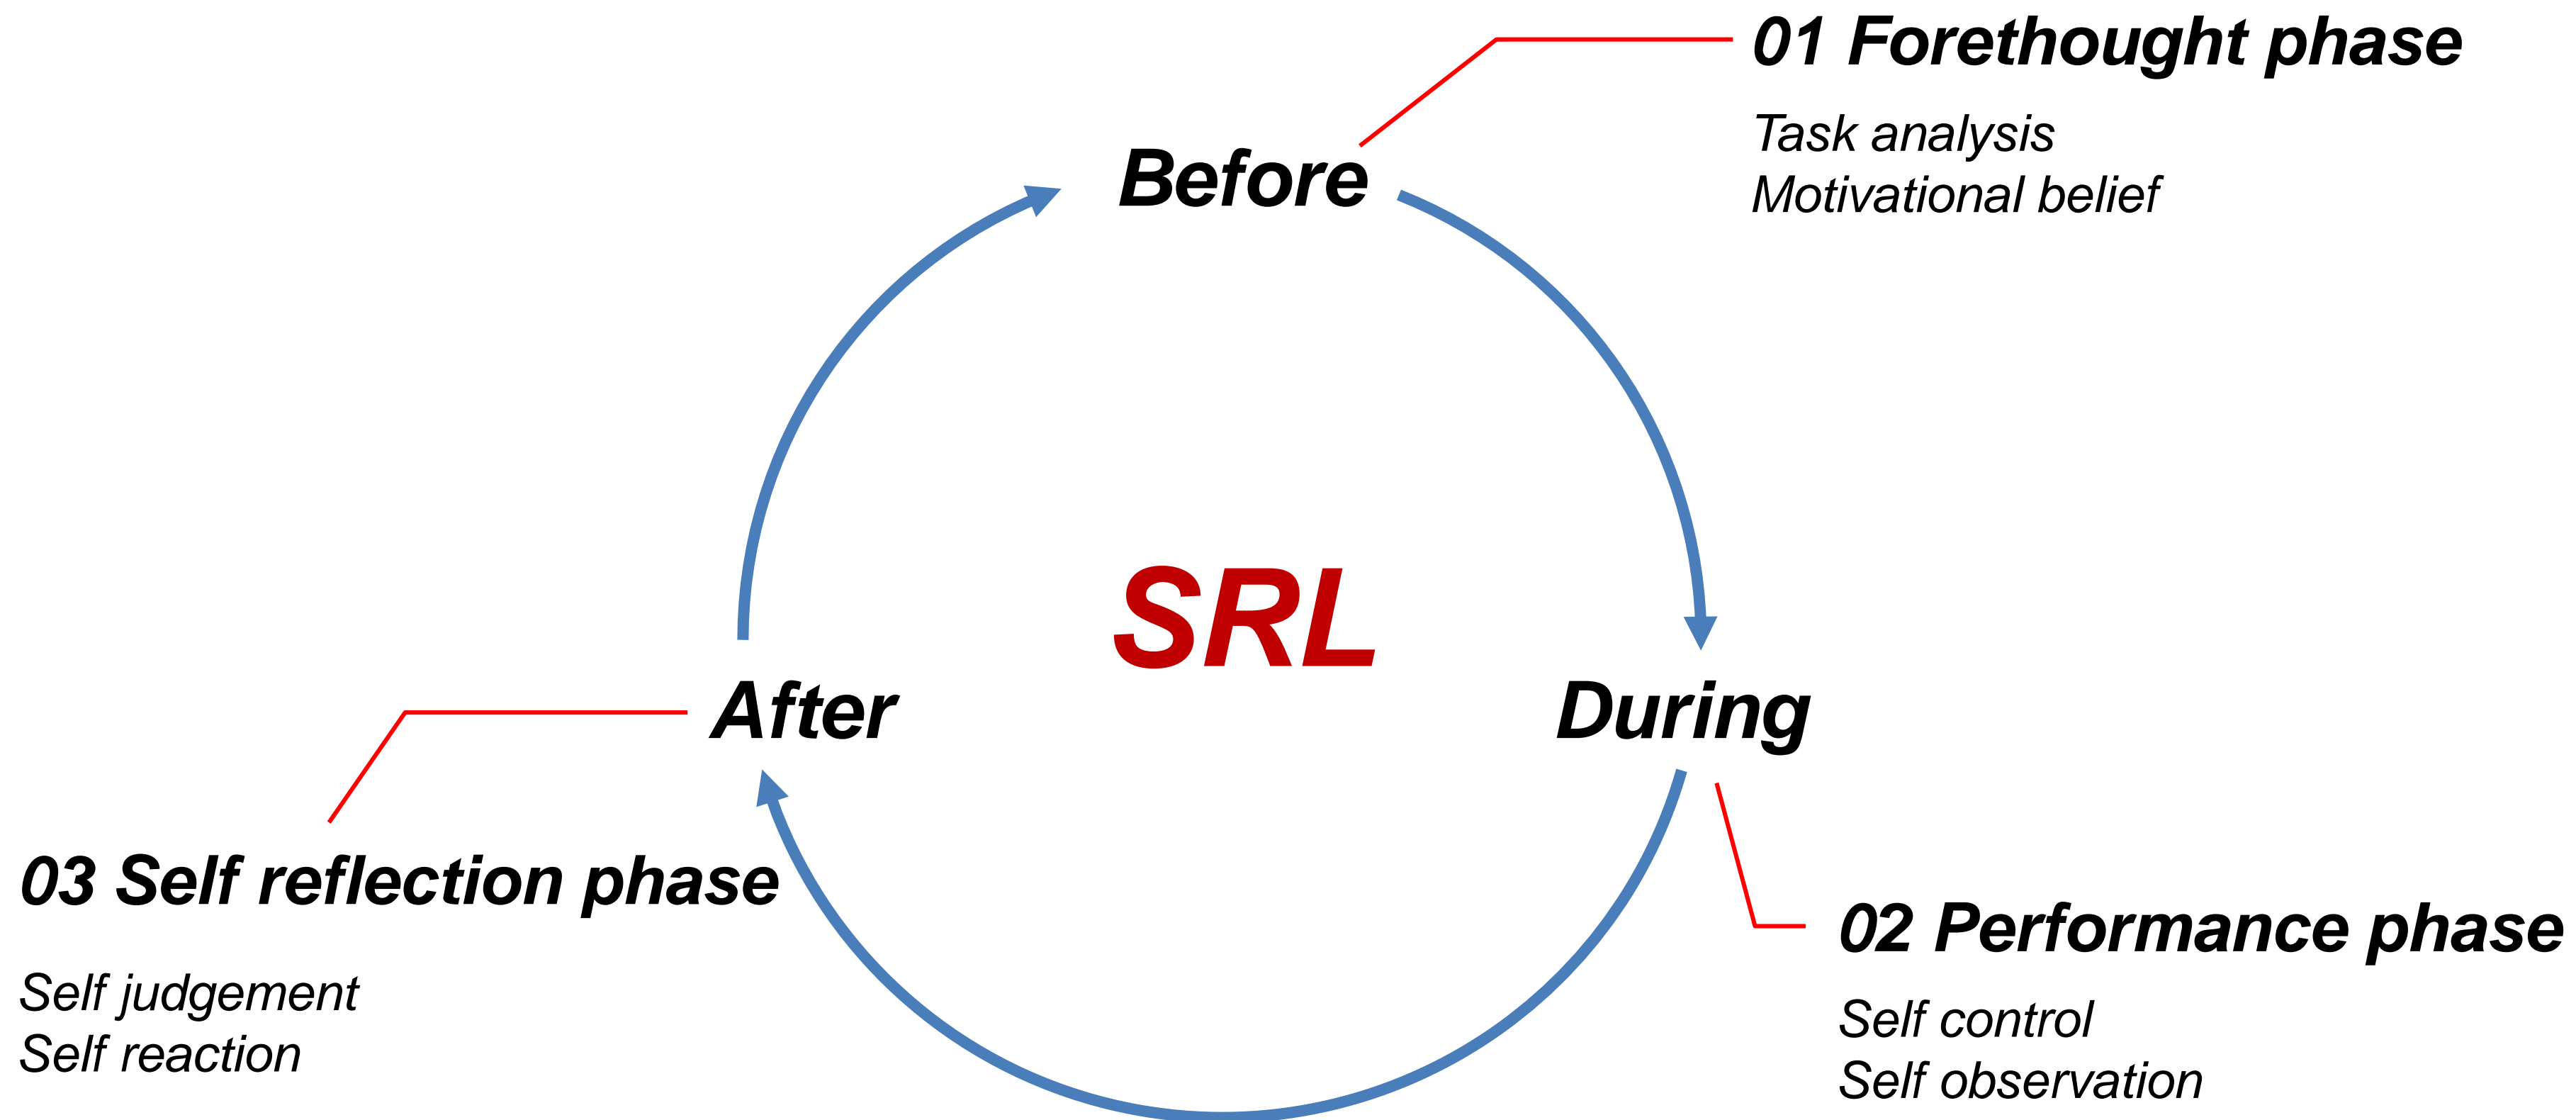 01 Forethought phase
Task analysis
Motivational belief
Before
SRL
After
During
03 Self reflection phase
Self judgement
Self reaction
02 Performance phase
Self control
Self observation